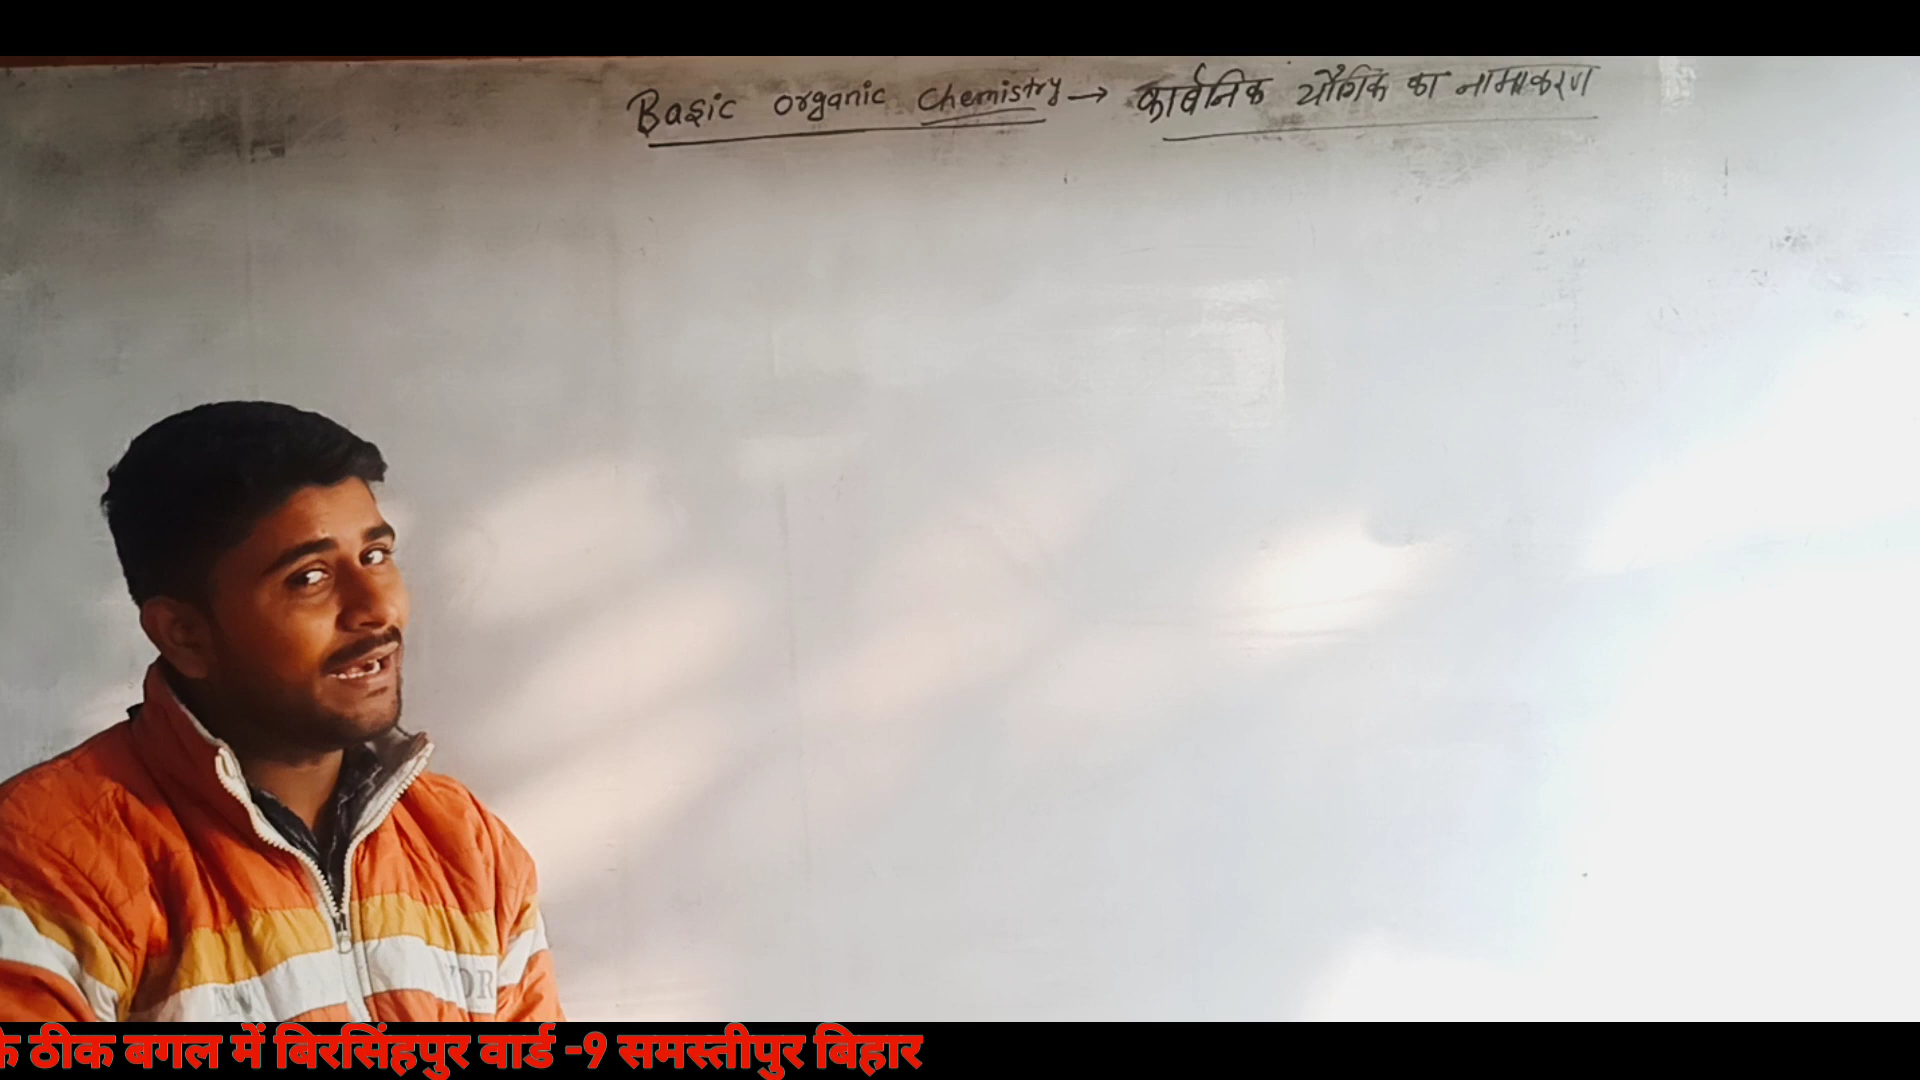 Basic organic chemistry → कार्बनिक यौगिक का नामाकरण
के ठीक बगल में बिरसिंहपुर वार्ड -9 समस्तीपुर बिहार